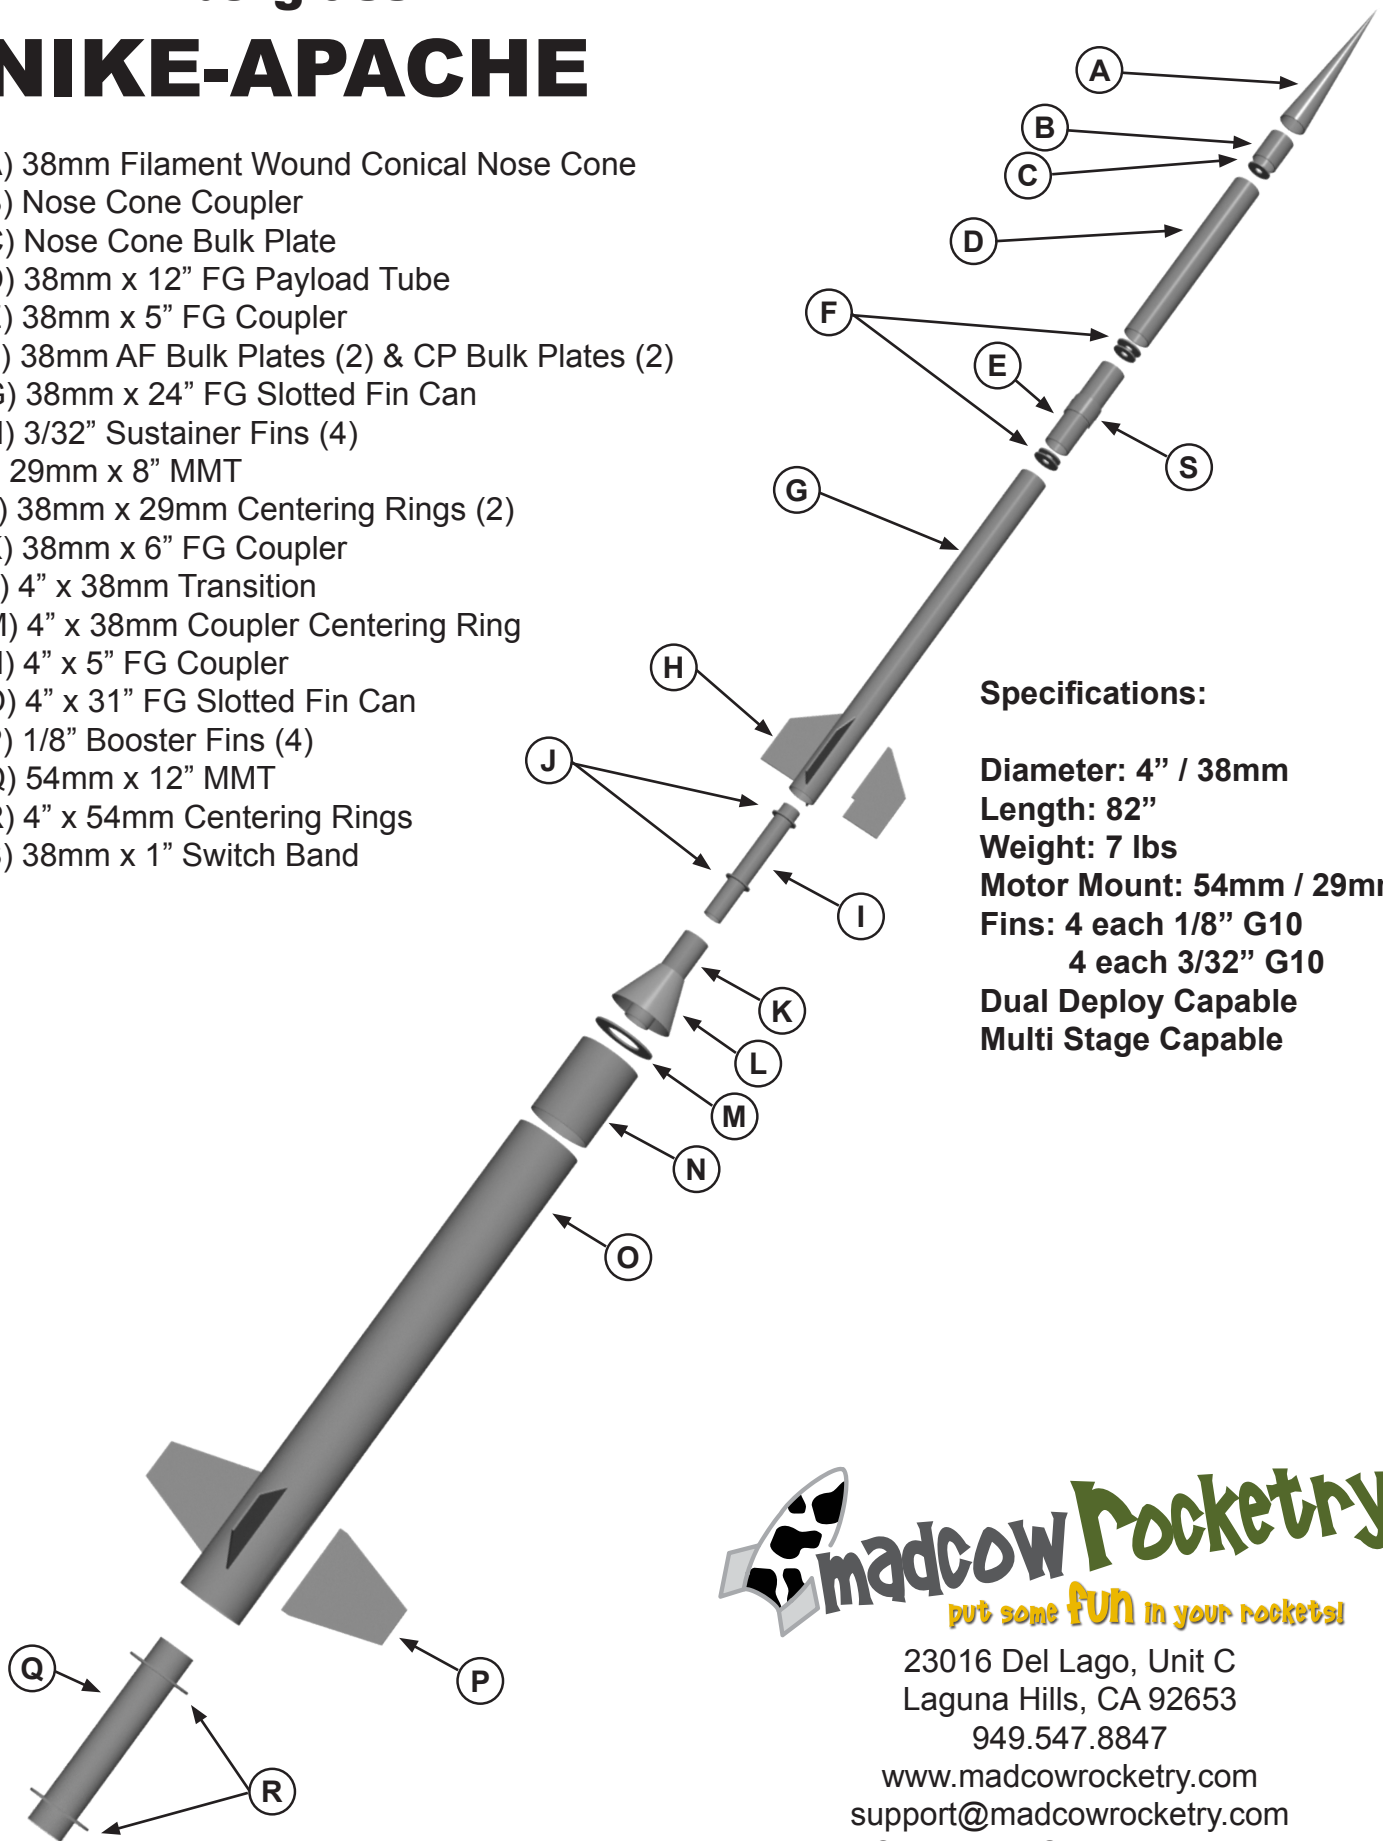 NIKE-APACHE
) 38mm Filament Wound Conical Nose Cone
) Nose Cone Coupler
) Nose Cone Bulk Plate
) 38mm x 12” FG Payload Tube
) 38mm x 5” FG Coupler
) 38mm AF Bulk Plates (2) & CP Bulk Plates (2)
) 38mm x 24” FG Slotted Fin Can
) 3/32” Sustainer Fins (4)
29mm x 8” MMT
) 38mm x 29mm Centering Rings (2)
) 38mm x 6” FG Coupler
) 4” x 38mm Transition
) 4” x 38mm Coupler Centering Ring
) 4” x 5” FG Coupler
) 4” x 31” FG Slotted Fin Can
) 1/8” Booster Fins (4)
) 54mm x 12” MMT
) 4” x 54mm Centering Rings
) 38mm x 1” Switch Band
A
B
C
D
F
E
S
G
H
J
I
K
L
M
N
O
P
Q
R
Specifications:
Diameter: 4” / 38mm
Length: 82”
Weight: 7 lbs
Motor Mount: 54mm / 29mm
Fins: 4 each 1/8” G10
4 each 3/32” G10
Dual Deploy Capable
Multi Stage Capable
madcow rocketry
put some fun in your rockets!
23016 Del Lago, Unit C
Laguna Hills, CA 92653
949.547.8847
www.madcowrocketry.com
support@madcowrocketry.com